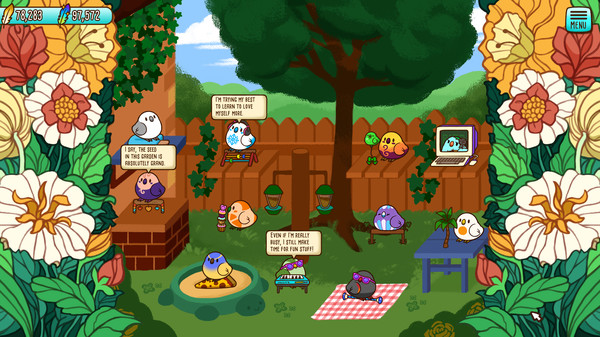 78,283
97,572
MENU
I'M TRYING MY BEST
TO LEARN TO LOVE
MYSELF MORE.
I SAY, THE SEED
IN THIS GARDEN IS
ABSOLUTELY GRAND.
EVEN IF I'M REALLY
BUSY, I STILL MAKE
TIME FOR FUN STUFF!